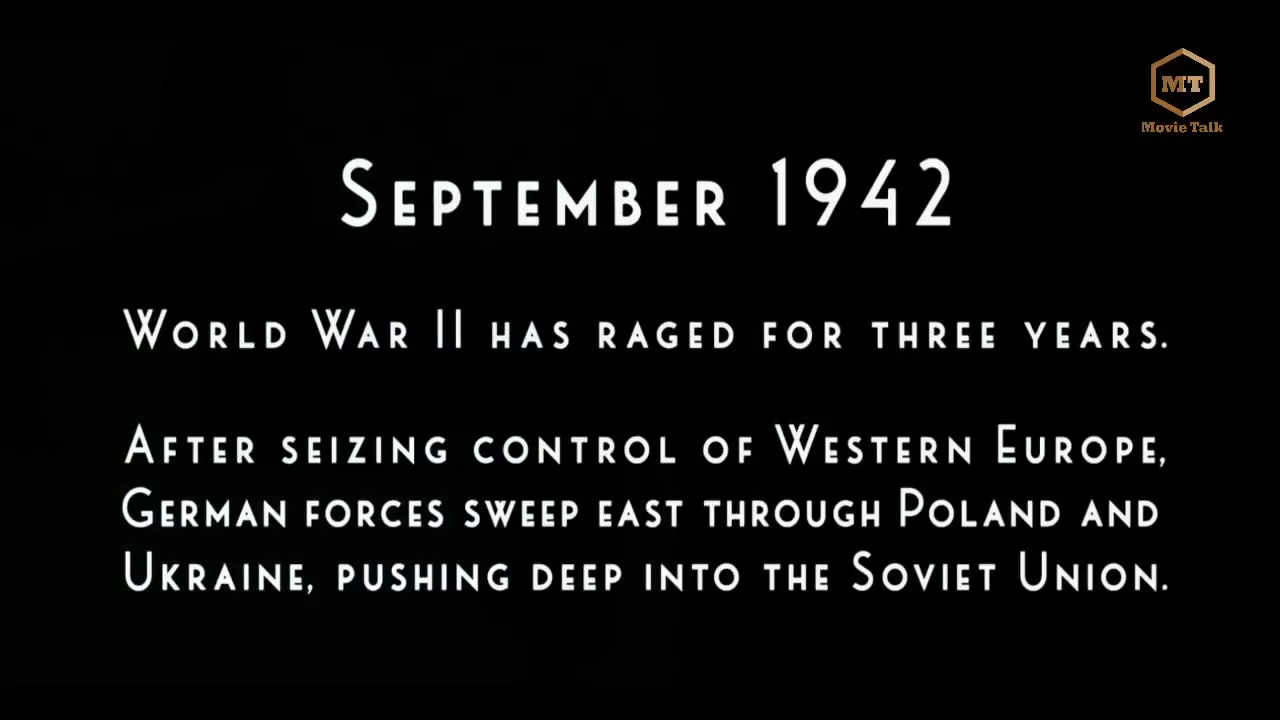 MT
Movie Talk
September 1942
World War II has raged for three years.
After seizing control of Western Europe,
German forces sweep east through Poland and
Ukraine, pushing deep into the Soviet Union.